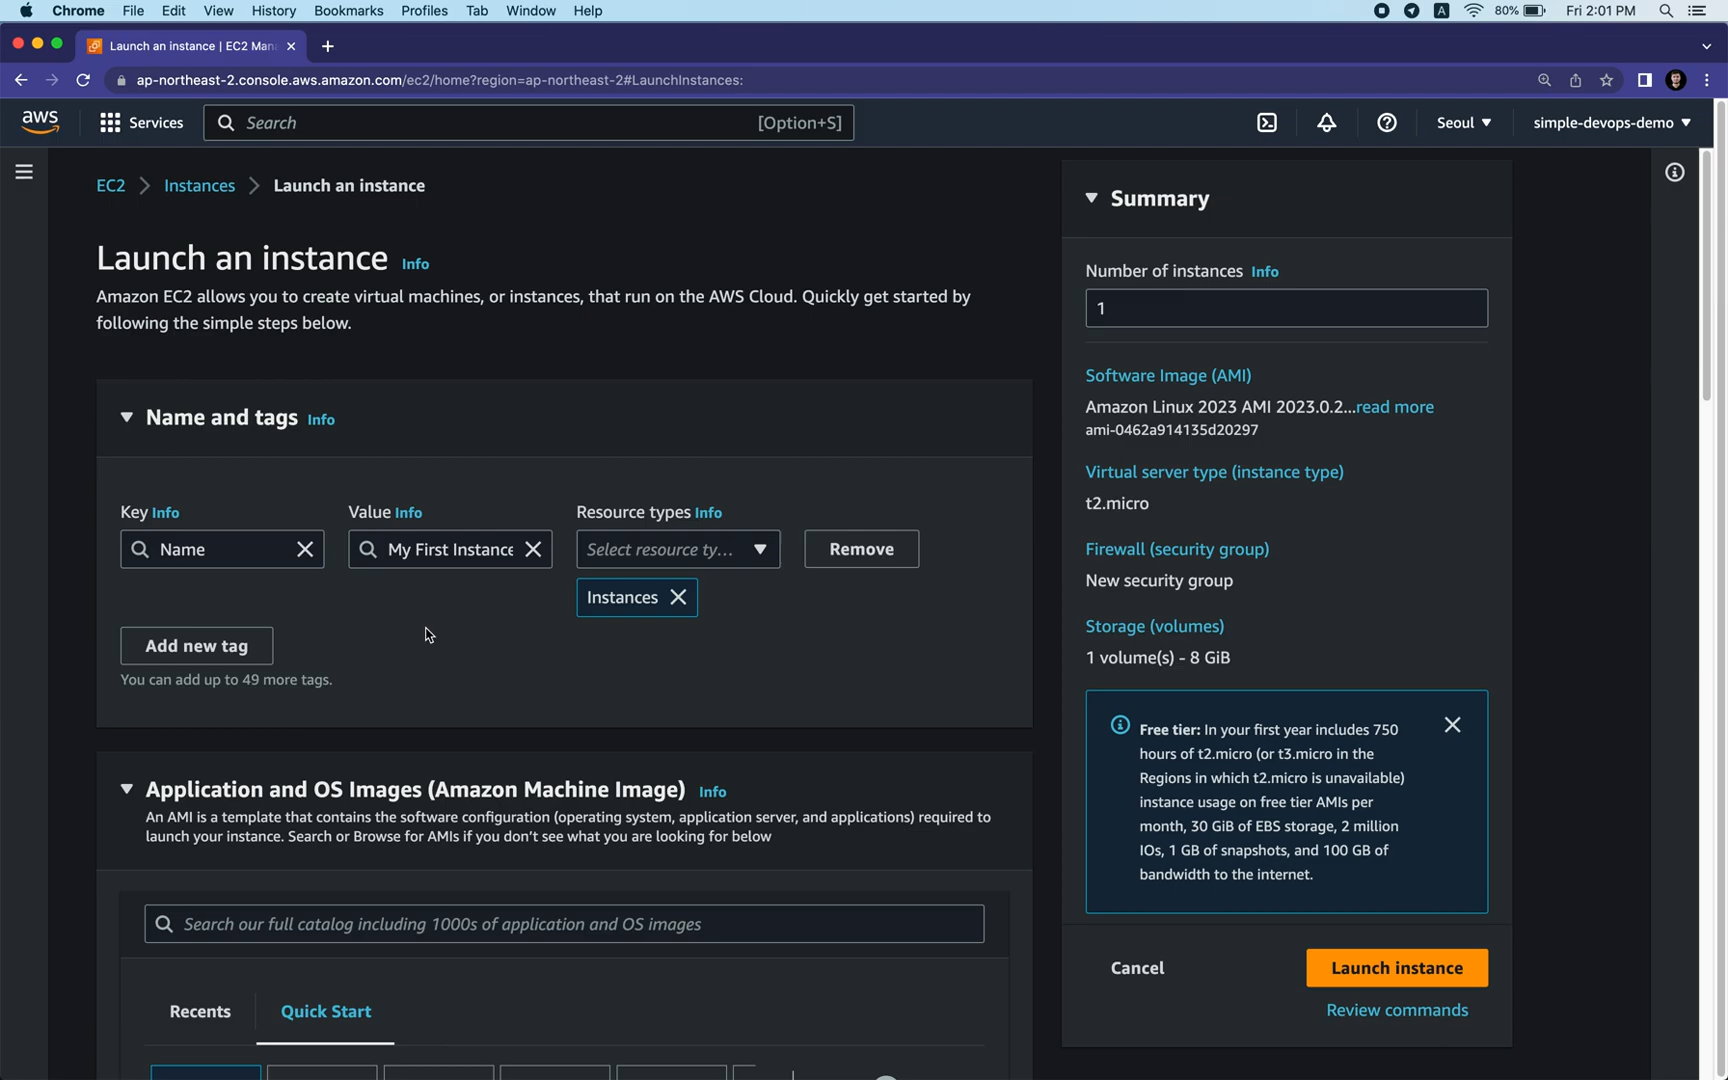 Chrome File Edit View History Bookmarks Profiles Tab Window Help A 80% Fri 2:01 PM
Launch an instance | EC2 Man
ap-northeast-2.console.aws.amazon.com/ec2/home?region=ap-northeast-2#LaunchInstances:
aws Services Search [Option+S] Seoul simple-devops-demo
EC2 Instances Launch an instance
Launch an instance Info
Amazon EC2 allows you to create virtual machines, or instances, that run on the AWS Cloud. Quickly get started by
following the simple steps below.
Name and tags Info
Key Info Value Info Resource types Info
Name My First Instance Select resource ty... Remove
Instances
Add new tag
You can add up to 49 more tags.
Application and OS Images (Amazon Machine Image) Info
An AMI is a template that contains the software configuration (operating system, application server, and applications) required to
launch your instance. Search or Browse for AMIs if you don't see what you are looking for below
Search our full catalog including 1000s of application and OS images
Recents Quick Start
Summary
Number of instances Info
1
Software Image (AMI)
Amazon Linux 2023 AMI 2023.0.2...read more
ami-0462a914135d20297
Virtual server type (instance type)
t2.micro
Firewall (security group)
New security group
Storage (volumes)
1 volume(s) - 8 GiB
Free tier: In your first year includes 750
hours of t2.micro (or t3.micro in the
Regions in which t2.micro is unavailable)
instance usage on free tier AMIs per
month, 30 GiB of EBS storage, 2 million
IOs, 1 GB of snapshots, and 100 GB of
bandwidth to the internet.
Cancel Launch instance
Review commands